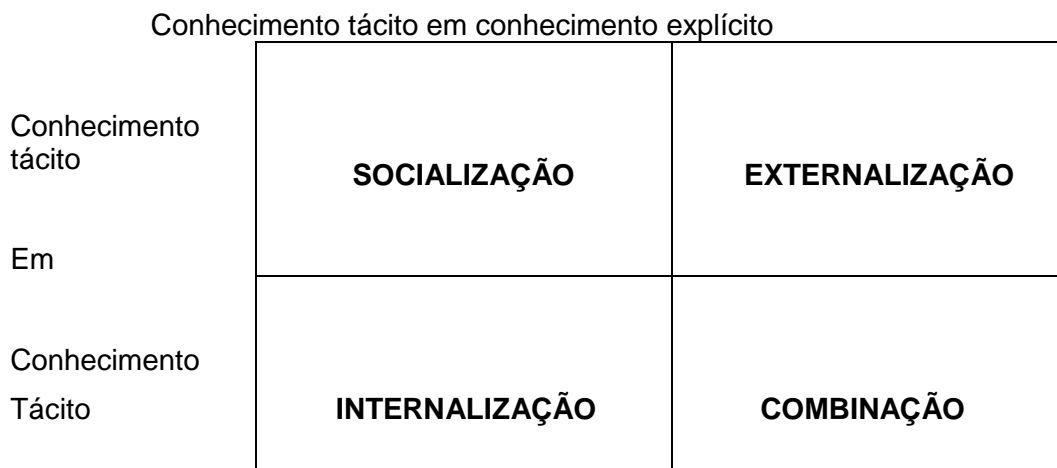 Conhecimento tácito em conhecimento explícito
Conhecimento
tácito
SOCIALIZAÇÃO EXTERNALIZAÇÃO
Em
Conhecimento
Tácito INTERNALIZAÇÃO COMBINAÇÃO